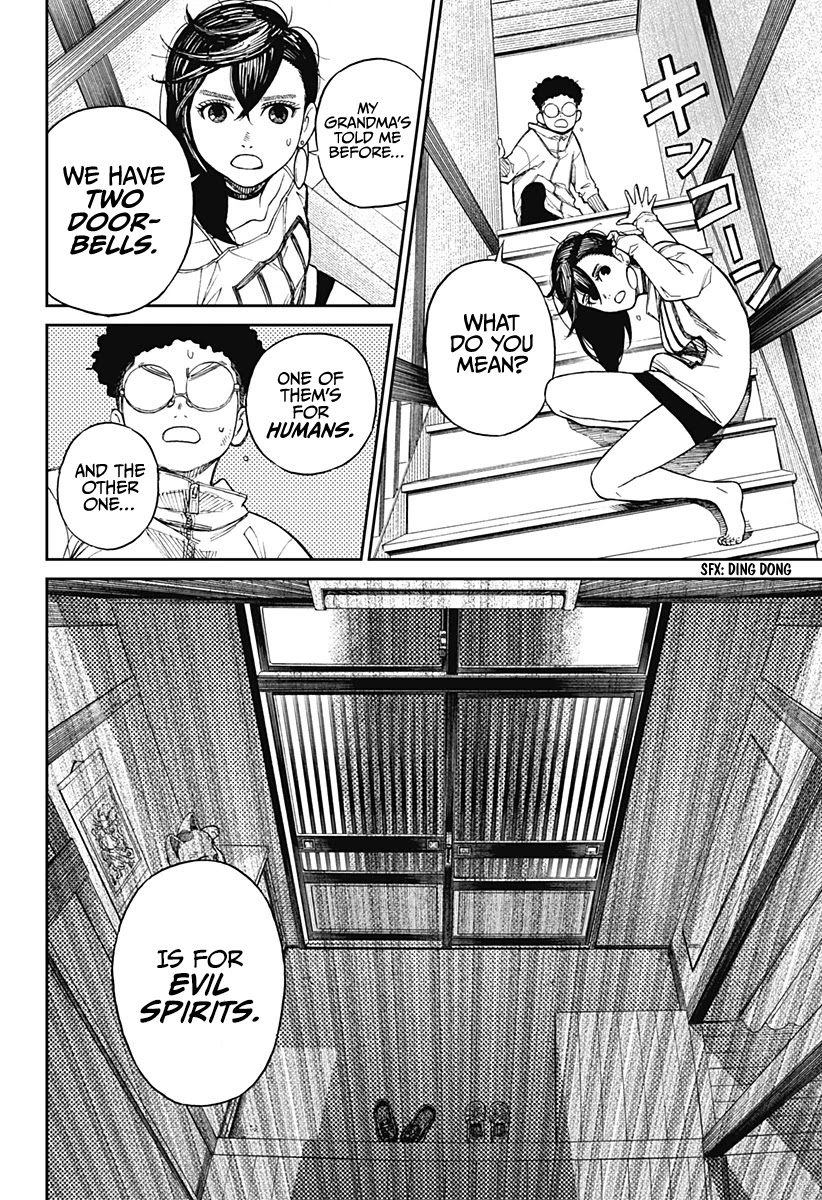 キンコーン
WHAT
DO YOU
MEAN?
SFX: DING DONG
MY
GRANDMA'S
TOLD ME
BEFORE...
WE HAVE
TWO
DOOR-
BELLS.
ONE OF
THEM'S
FOR
HUMANS.
AND THE
OTHER
ONE...
IS FOR
EVIL
SPIRITS.